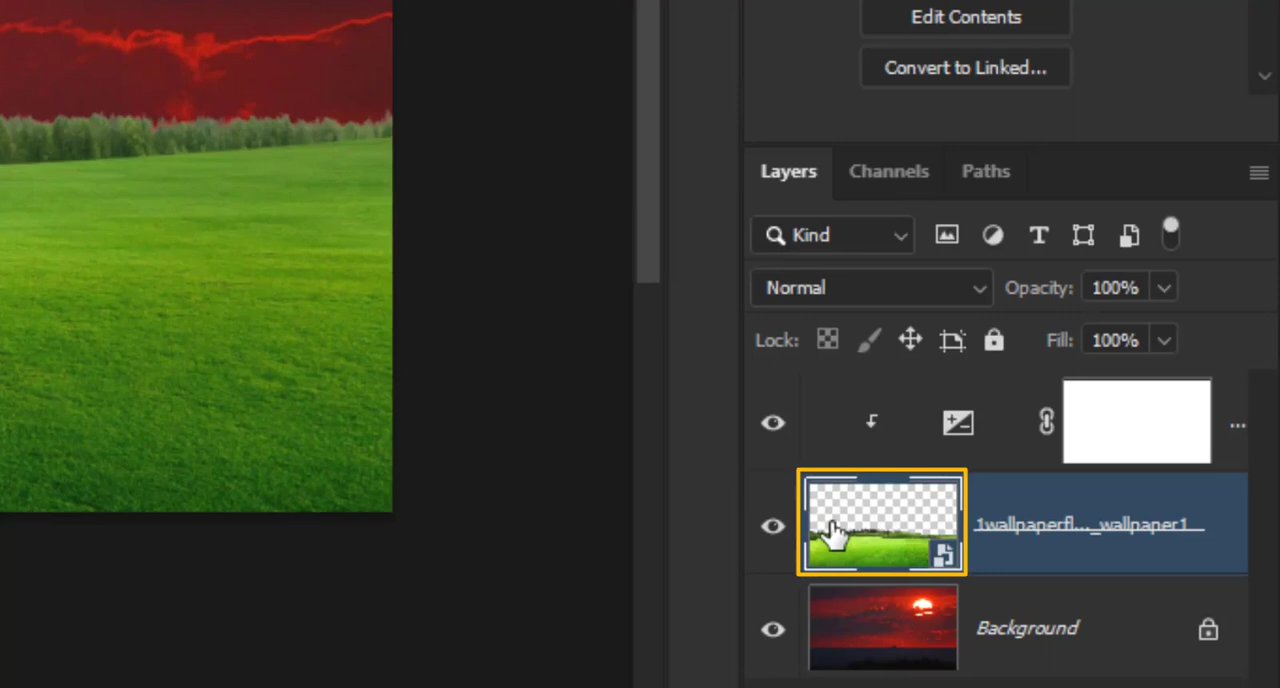 Edit Contents
Convert to Linked...
Layers Channels Paths
Kind
Normal Opacity: 100%
Lock: Fill: 100%
...
1wallpaperfl..._wallpaper1
Background